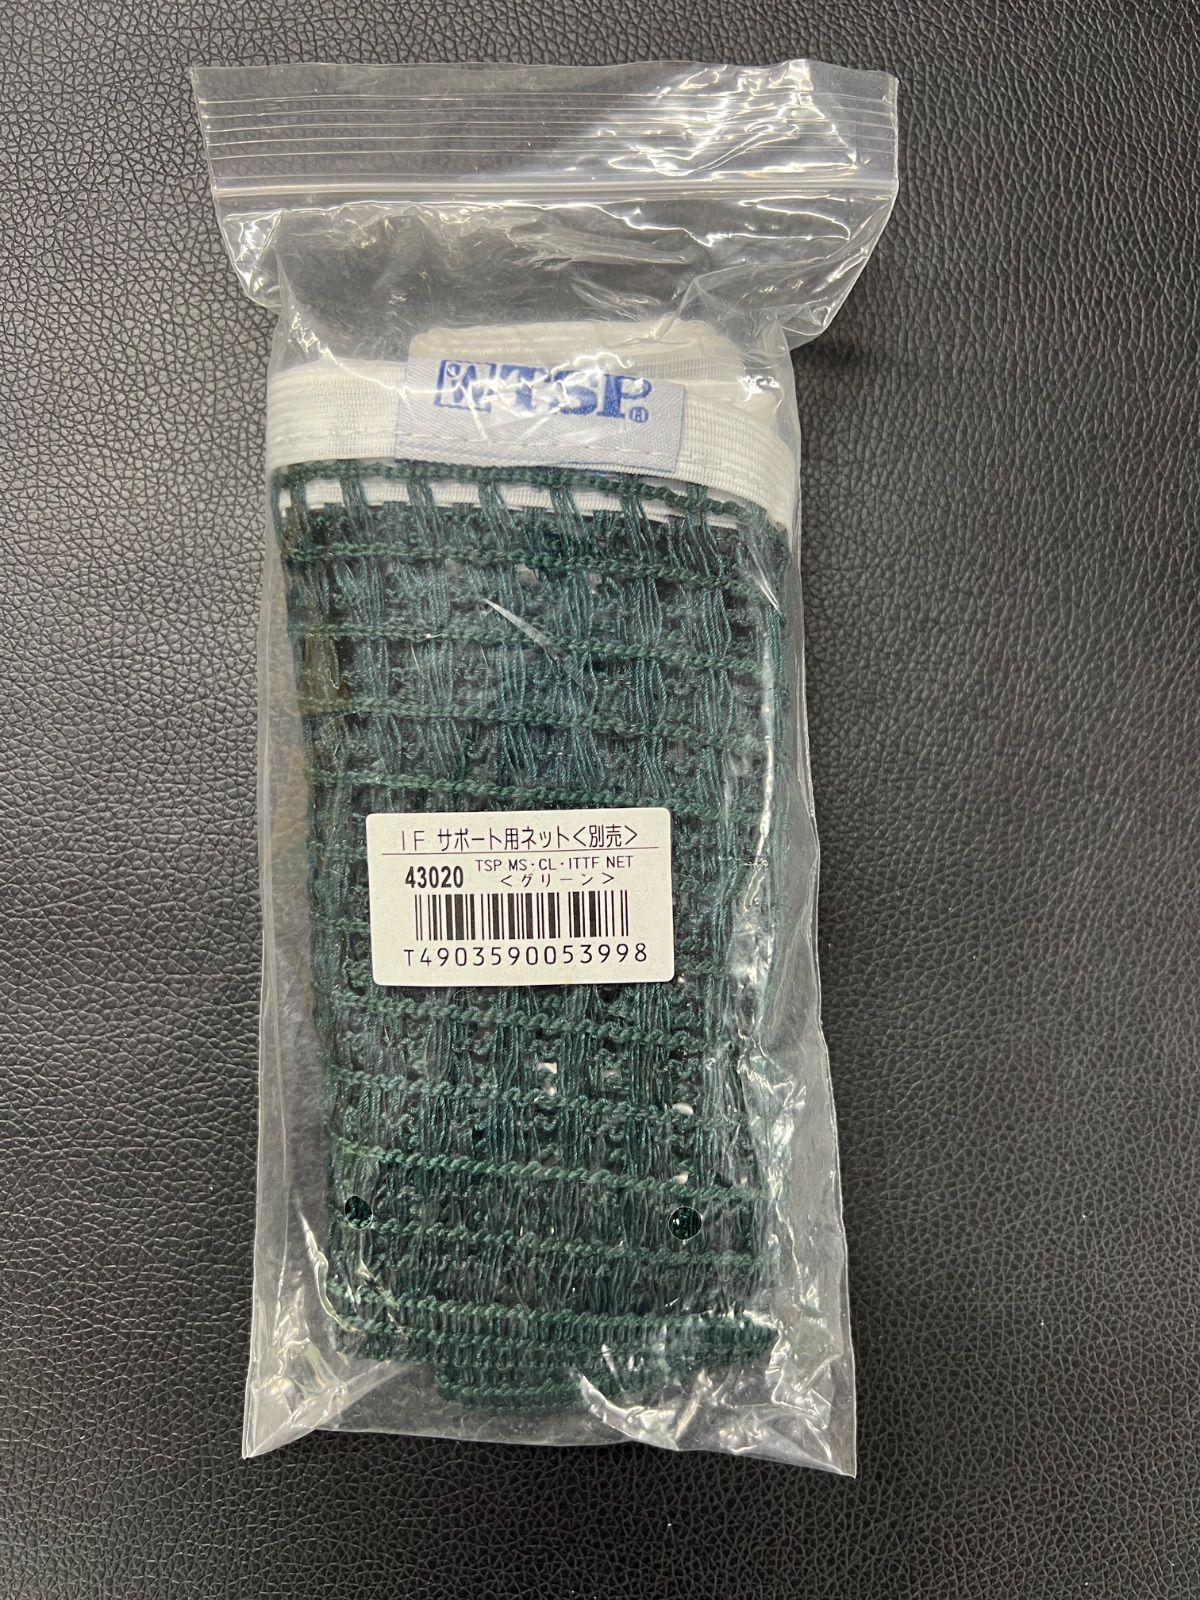 TSP®
IF サポート用ネット<別売>
43020 TSP MS・CL・ITTF NET
<グリーン>
T4903590053998